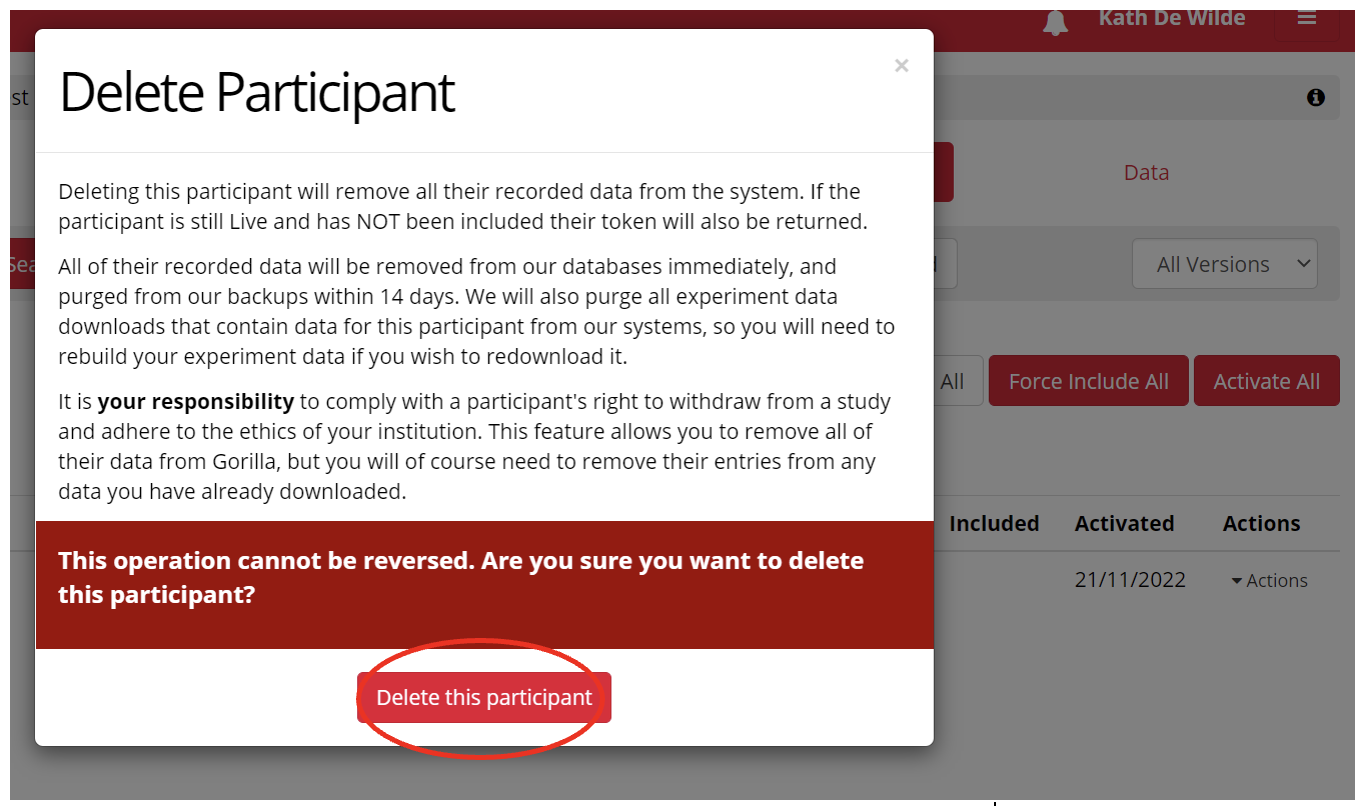 Kath De Wilde
st
Delete Participant
×
Data
Deleting this participant will remove all their recorded data from the system. If the
participant is still Live and has NOT been included their token will also be returned.
Sea
All Versions
All of their recorded data will be removed from our databases immediately, and
purged from our backups within 14 days. We will also purge all experiment data
downloads that contain data for this participant from our systems, so you will need to
rebuild your experiment data if you wish to redownload it.
All
Force Include All
Activate All
It is your responsibility to comply with a participant's right to withdraw from a study
and adhere to the ethics of your institution. This feature allows you to remove all of
their data from Gorilla, but you will of course need to remove their entries from any
data you have already downloaded.
Included Activated Actions
This operation cannot be reversed. Are you sure you want to delete
this participant?
21/11/2022 Actions
Delete this participant